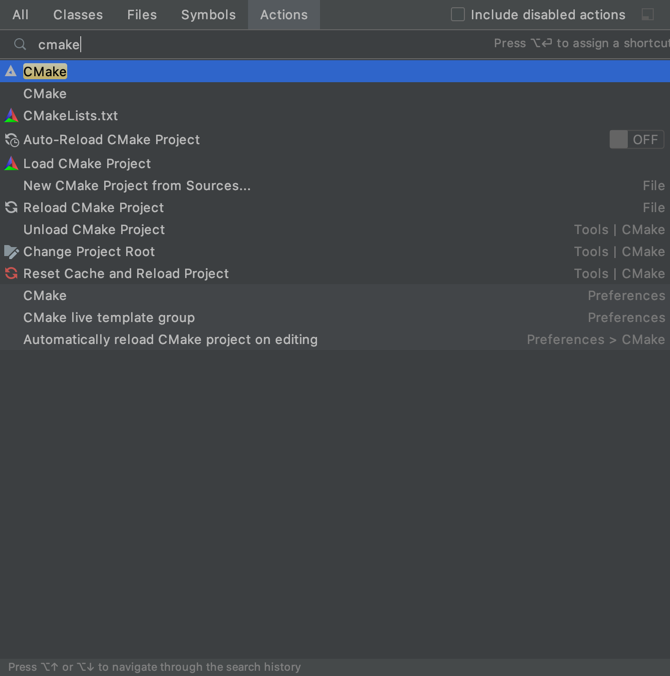 All Classes Files Symbols Actions Include disabled actions
cmake Press ⌥⏎ to assign a shortcut
CMake
CMake
CMakeLists.txt
Auto-Reload CMake Project OFF
Load CMake Project
New CMake Project from Sources... File
Reload CMake Project File
Unload CMake Project Tools | CMake
Change Project Root Tools | CMake
Reset Cache and Reload Project Tools | CMake
CMake Preferences
CMake live template group Preferences
Automatically reload CMake project on editing Preferences > CMake
Press ⌥↑ or ⌥↓ to navigate through the search history